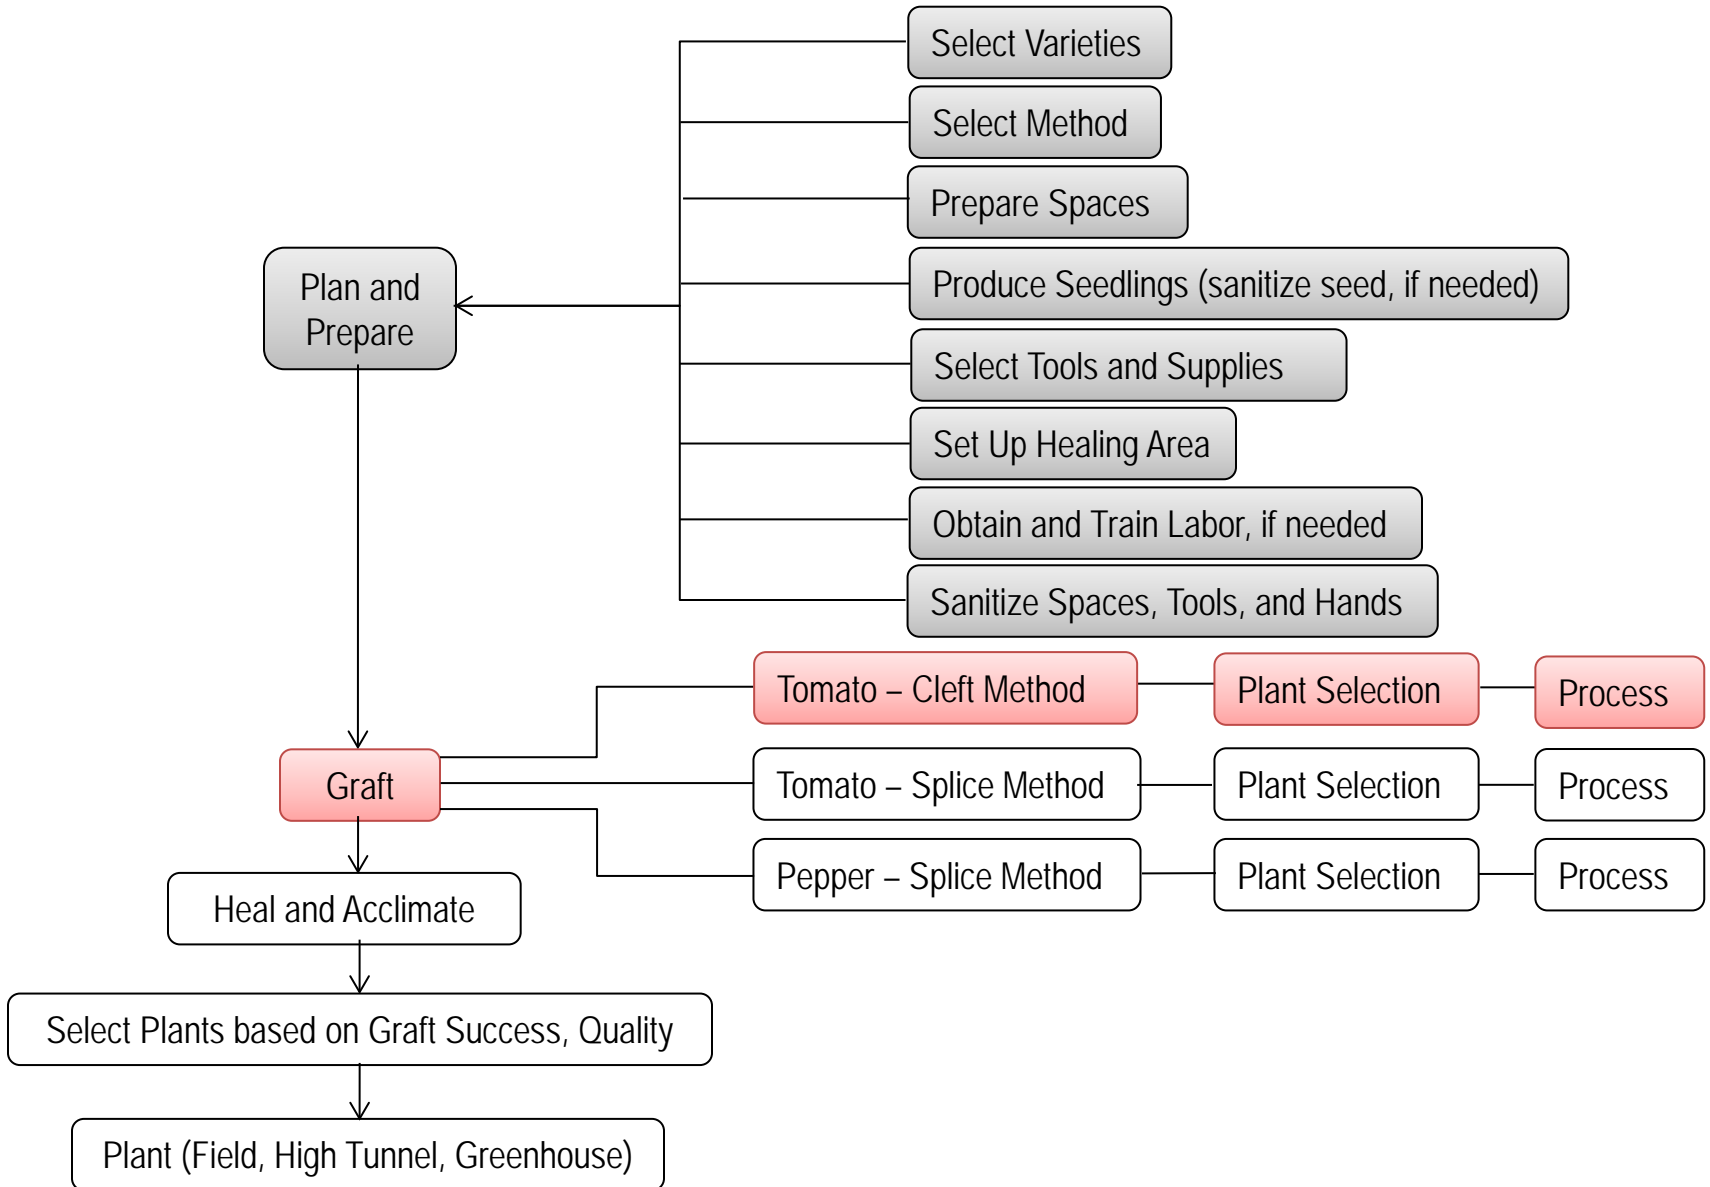 Select Varieties
Select Method
Prepare Spaces
Produce Seedlings (sanitize seed, if needed)
Select Tools and Supplies
Set Up Healing Area
Obtain and Train Labor, if needed
Sanitize Spaces, Tools, and Hands
Plan and
Prepare
Graft
Tomato – Cleft Method
Plant Selection
Process
Tomato – Splice Method
Plant Selection
Process
Pepper – Splice Method
Plant Selection
Process
Heal and Acclimate
Select Plants based on Graft Success, Quality
Plant (Field, High Tunnel, Greenhouse)